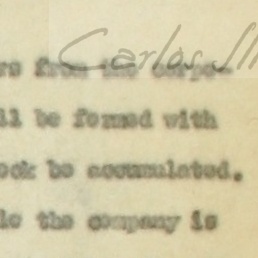 Carlos
rs from the corpo-
ll be formed with
ock be accumulated.
le the company is